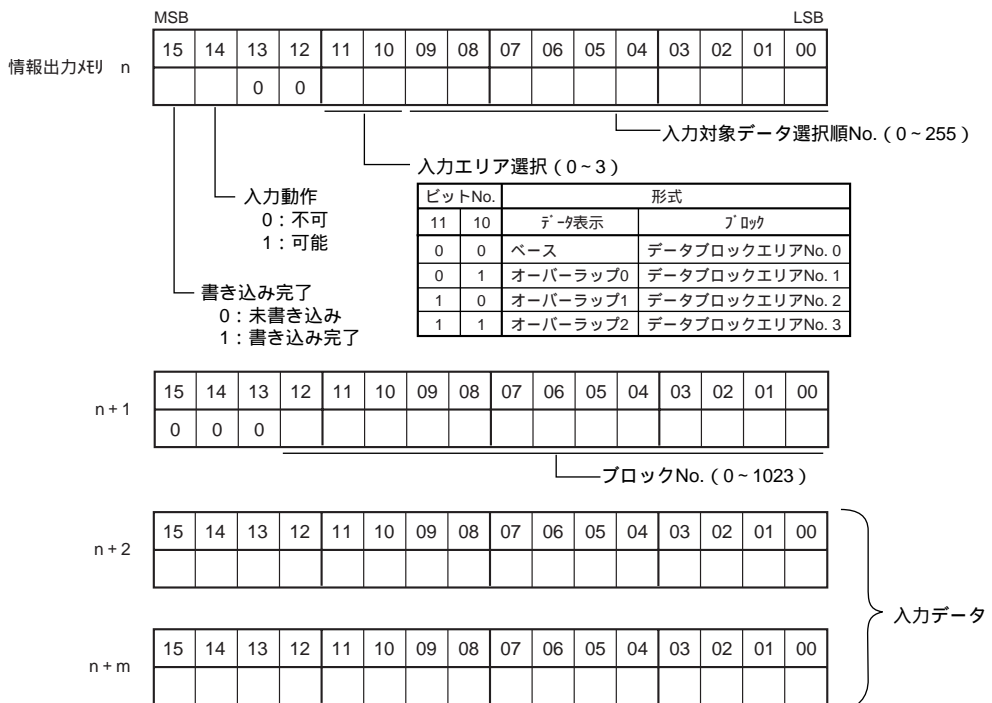 MSB LSB
15 14 13 12 11 10 09 08 07 06 05 04 03 02 01 00
情報出力ﾒﾓﾘ n
0 0
入力対象データ選択順No. ( 0 ~ 255 )
入力エリア選択 ( 0 ~ 3 )
入力動作
0 : 不可
1 : 可能
書き込み完了
0 : 未書き込み
1 : 書き込み完了
ビットNo. 形式
11 10 ﾃﾞｰﾀ表示 ﾌﾞﾛｯｸ
0 0 ベース データブロックエリアNo. 0
0 1 オーバーラップ0 データブロックエリアNo. 1
1 0 オーバーラップ1 データブロックエリアNo. 2
1 1 オーバーラップ2 データブロックエリアNo. 3
n + 1
15 14 13 12 11 10 09 08 07 06 05 04 03 02 01 00
0 0 0
ブロックNo. ( 0 ~ 1023 )
n + 2
15 14 13 12 11 10 09 08 07 06 05 04 03 02 01 00
入力データ
n + m
15 14 13 12 11 10 09 08 07 06 05 04 03 02 01 00